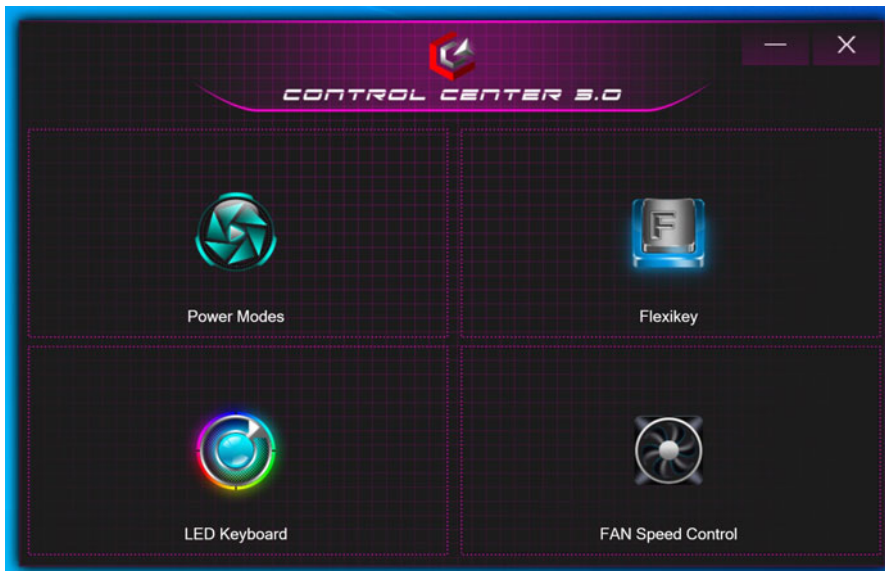 CONTROL CENTER 3.0
Power Modes
F
Flexikey
LED Keyboard
FAN Speed Control